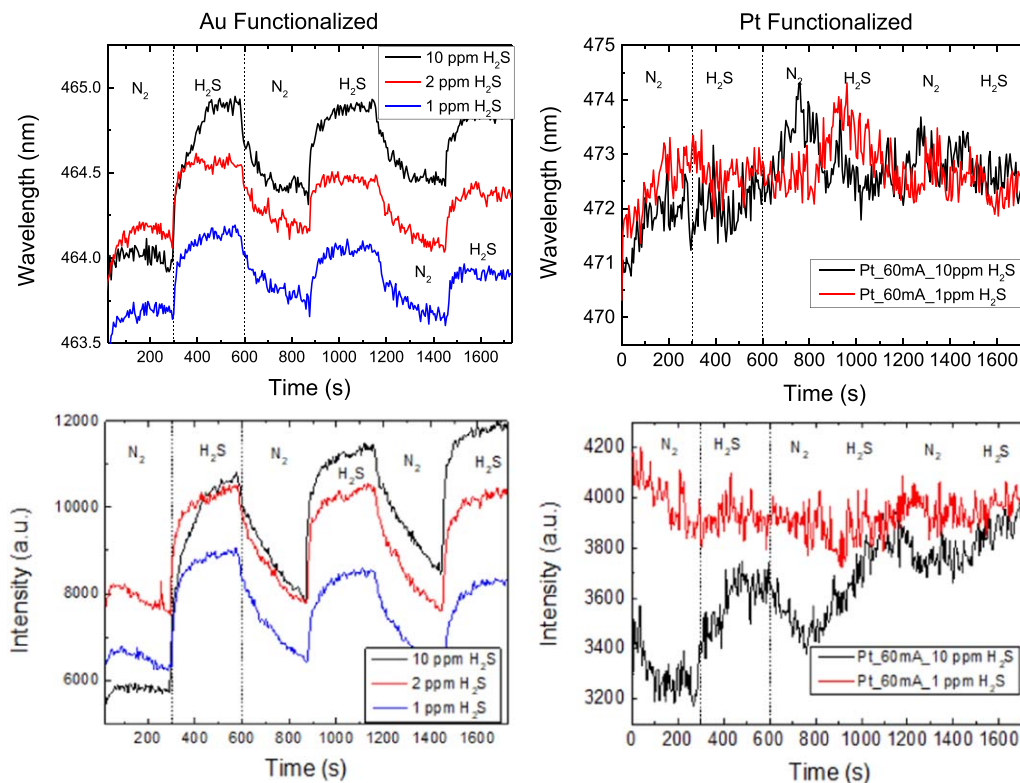 Au Functionalized
Pt Functionalized
465.0
464.5
464.0
463.5
Wavelength (nm)
N₂
H₂S
N₂
H₂S
N₂
H₂S
10 ppm H₂S
2 ppm H₂S
1 ppm H₂S
200 400 600 800 1000 1200 1400 1600
Time (s)
475
474
473
472
471
470
Wavelength (nm)
N₂
H₂S
N₂
H₂S
N₂
H₂S
Pt_60mA_10ppm H₂S
Pt_60mA_1ppm H₂S
0 200 400 600 800 1000 1200 1400 1600
Time (s)
12000
10000
8000
6000
Intensity (a.u.)
N₂
H₂S
N₂
H₂S
N₂
H₂S
10 ppm H₂S
2 ppm H₂S
1 ppm H₂S
200 400 600 800 1000 1200 1400 1600
Time (s)
4200
4000
3800
3600
3400
3200
Intensity (a.u.)
N₂
H₂S
N₂
H₂S
N₂
H₂S
Pt_60mA_10 ppm H₂S
Pt_60mA_1 ppm H₂S
0 200 400 600 800 1000 1200 1400 1600
Time (s)